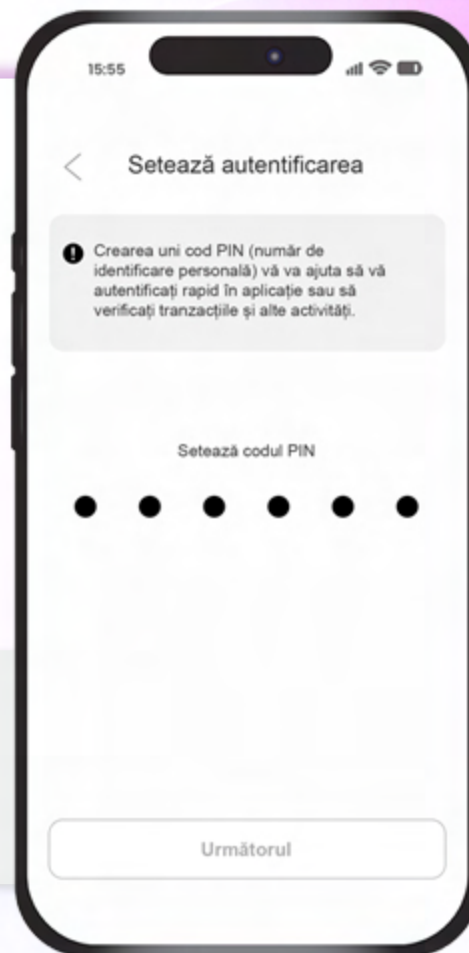 15:55
Setează autentificarea
Crearea uni cod PIN (număr de
identificare personală) vă va ajuta să vă
autentificați rapid în aplicație sau să
verificați tranzacțiile și alte activități.
Setează codul PIN
Următorul